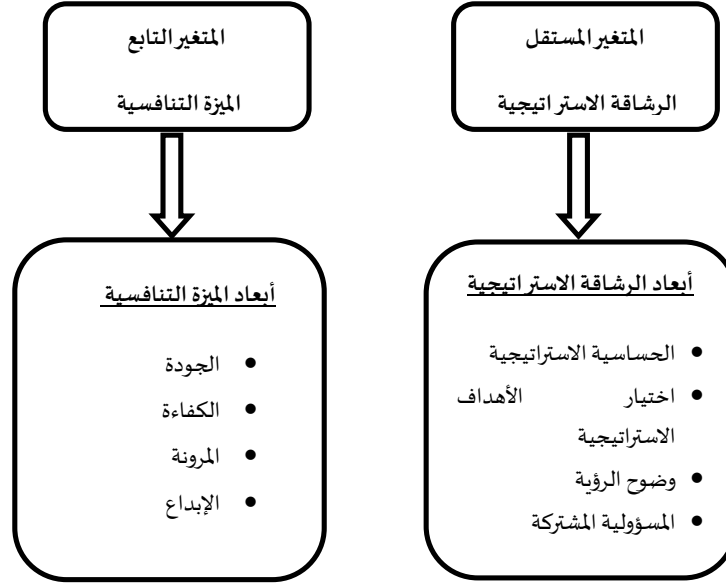 المتغير المستقل
الرشاقة الاستراتيجية
أبعاد الرشاقة الاستراتيجية
• الحساسية الاستراتيجية
• اختيار الأهداف
الاستراتيجية
• وضوح الرؤية
• المسؤولية المشتركة
المتغير التابع
الميزة التنافسية
أبعاد الميزة التنافسية
• الجودة
• الكفاءة
• المرونة
• الإبداع